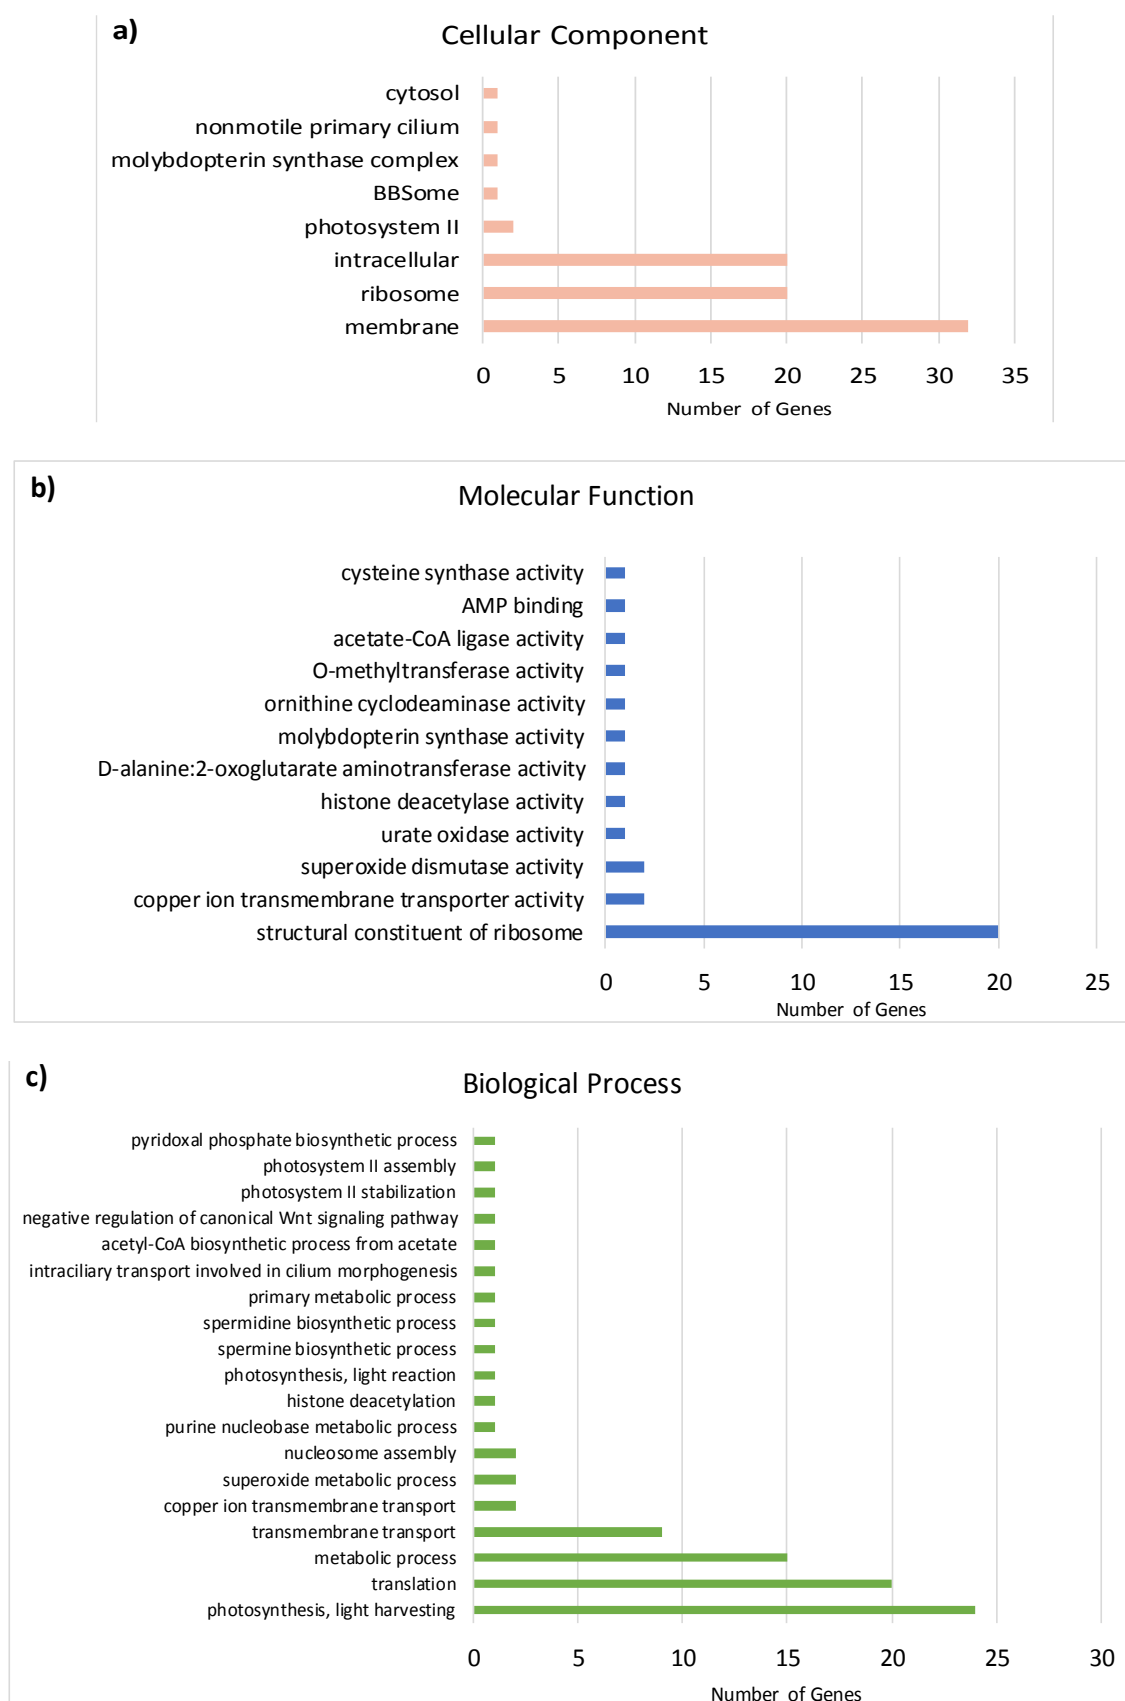 a)
Cellular Component
cytosol
nonmotile primary cilium
molybdopterin synthase complex
BBSome
photosystem II
intracellular
ribosome
membrane
0 5 10 15 20 25 30 35
Number of Genes
b)
Molecular Function
cysteine synthase activity
AMP binding
acetate-CoA ligase activity
O-methyltransferase activity
ornithine cyclodeaminase activity
molybdopterin synthase activity
D-alanine:2-oxoglutarate aminotransferase activity
histone deacetylase activity
urate oxidase activity
superoxide dismutase activity
copper ion transmembrane transporter activity
structural constituent of ribosome
0 5 10 15 20 25
Number of Genes
c)
Biological Process
pyridoxal phosphate biosynthetic process
photosystem II assembly
photosystem II stabilization
negative regulation of canonical Wnt signaling pathway
acetyl-CoA biosynthetic process from acetate
intraciliary transport involved in cilium morphogenesis
primary metabolic process
spermidine biosynthetic process
spermine biosynthetic process
photosynthesis, light reaction
histone deacetylation
purine nucleobase metabolic process
nucleosome assembly
superoxide metabolic process
copper ion transmembrane transport
transmembrane transport
metabolic process
translation
photosynthesis, light harvesting
0 5 10 15 20 25 30
Number of Genes